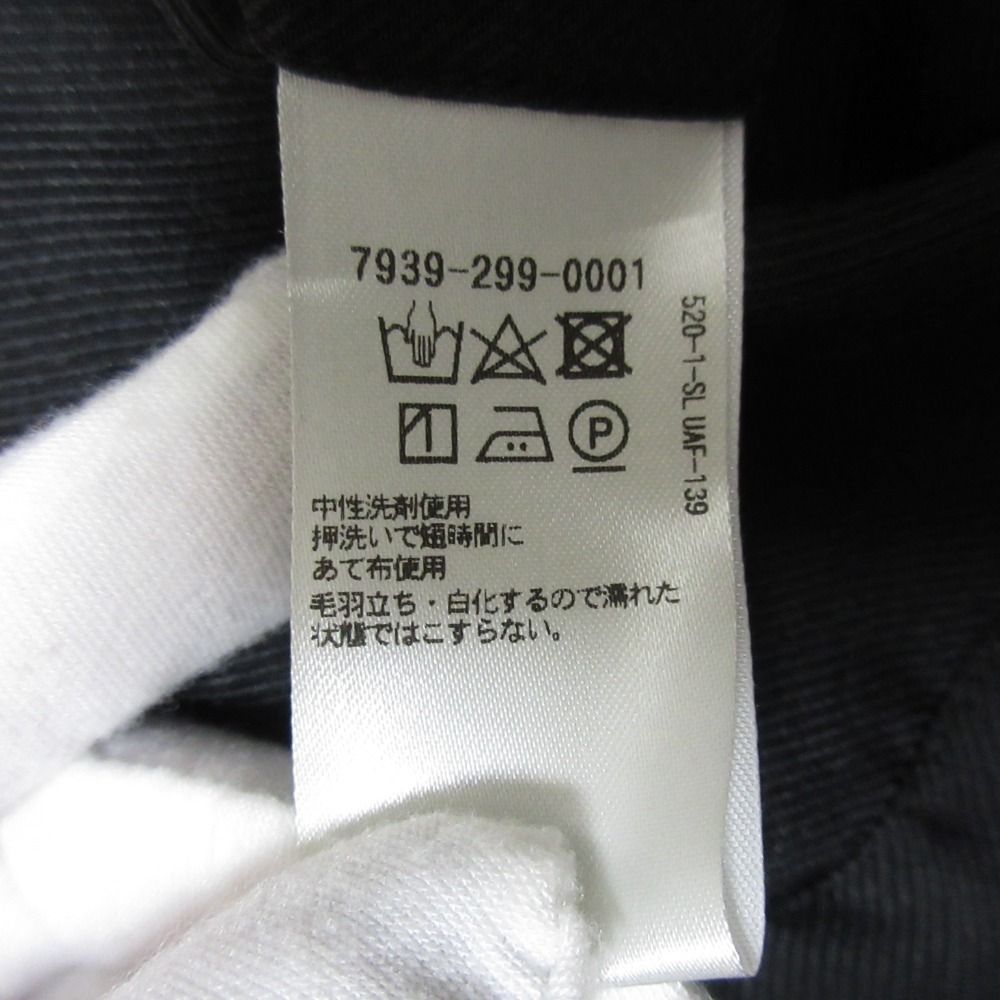 7939-299-0001
520-1-SL UAF-139
P
中性洗剤使用
押洗いで短時間に
あて布使用
毛羽立ち・白化するので濡れた
状態ではこすらない。